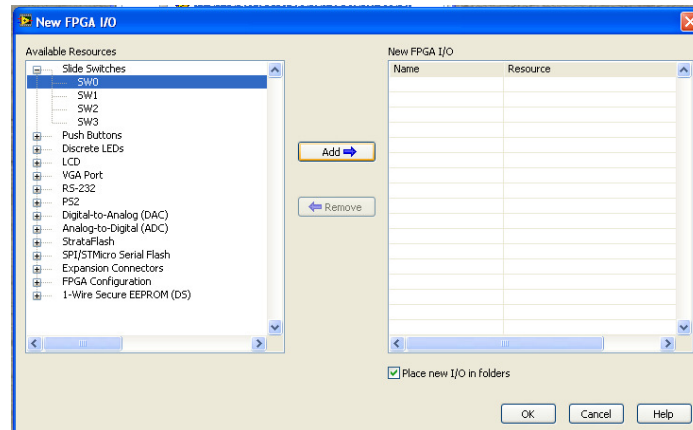 New FPGA I/O
Available Resources
Slide Switches
SW0
SW1
SW2
SW3
Push Buttons
Discrete LEDs
LCD
VGA Port
RS-232
PS2
Digital-to-Analog (DAC)
Analog-to-Digital (ADC)
StrataFlash
SPI/STMicro Serial Flash
Expansion Connectors
FPGA Configuration
1-Wire Secure EEPROM (DS)
Add
Remove
New FPGA I/O
Name Resource
Place new I/O in folders
OK Cancel Help